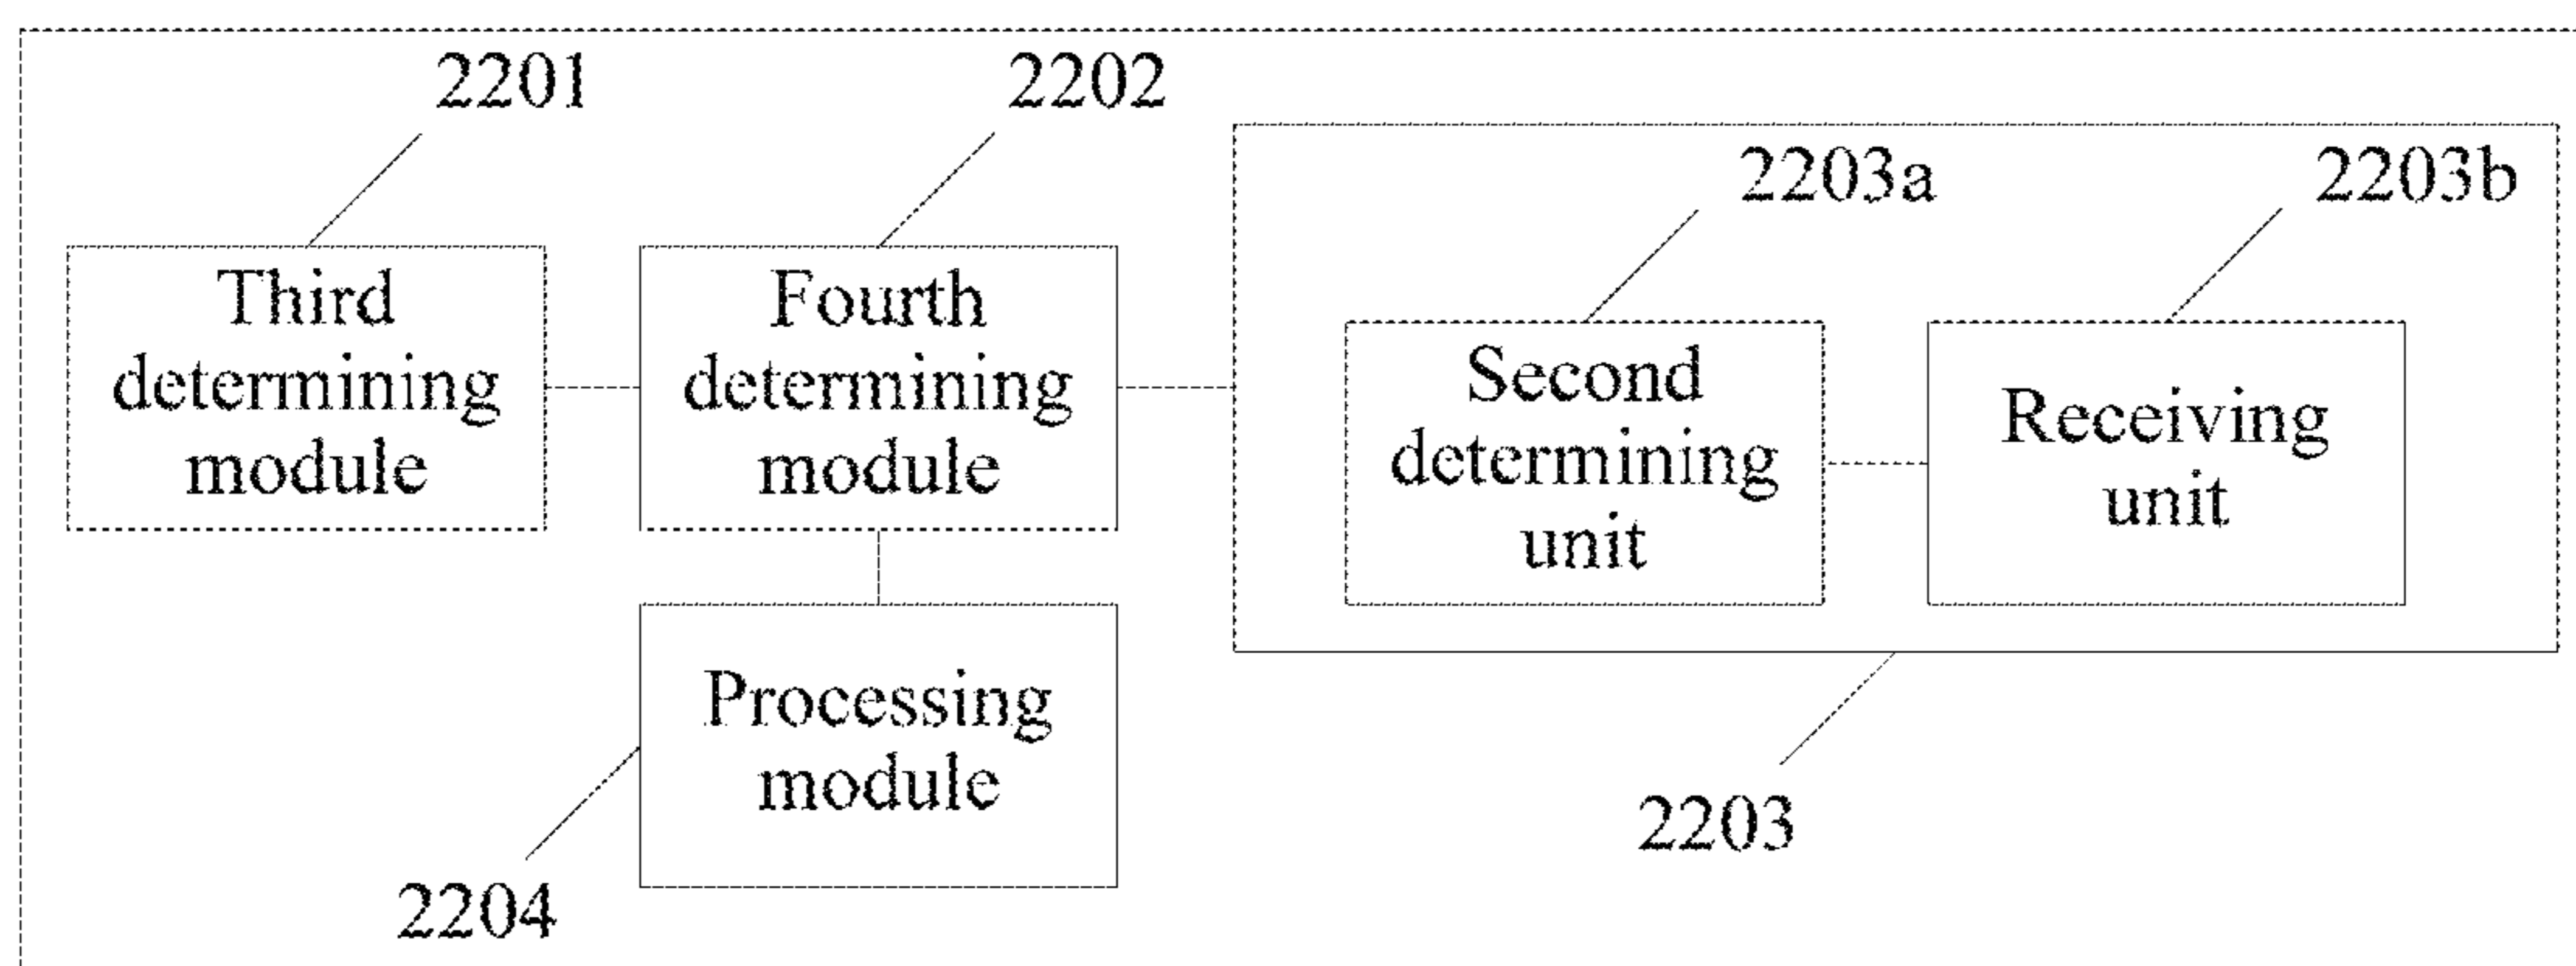 2201
2202
2203a
2203b
Third
determining
module
Fourth
determining
module
Second
determining
unit
Receiving
unit
Processing
module
2203
2204